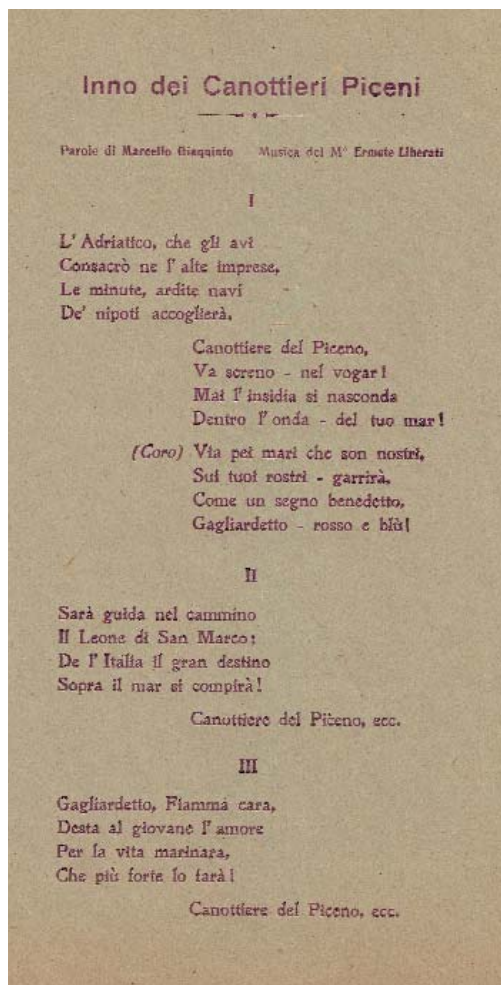 Inno dei Canottieri Piceni
Parole di Marcello Giaquinto Musica del M° Ermete Liberati
I
L' Adriatico, che gli avi
Consacrò ne l' alte imprese,
Le minute, ardite navi
De' nipoti accoglierà.
Canottiere del Piceno,
Va sereno - nel vogar!
Mai l' insidia si nasconda
Dentro l' onda - del tuo mar!
(Coro) Via pei mari che son nostri,
Sui tuoi rostri - garrirà,
Come un segno benedetto,
Gagliardetto - rosso e blù!
II
Sarà guida nel cammino
Il Leone di San Marco:
De l' Italia il gran destino
Sopra il mar si compirà!
Canottiere del Piceno, ecc.
III
Gagliardetto, Fiamma cara,
Desta al giovane l' amore
Per la vita marinara,
Che più forte lo farà!
Canottiere del Piceno, ecc.